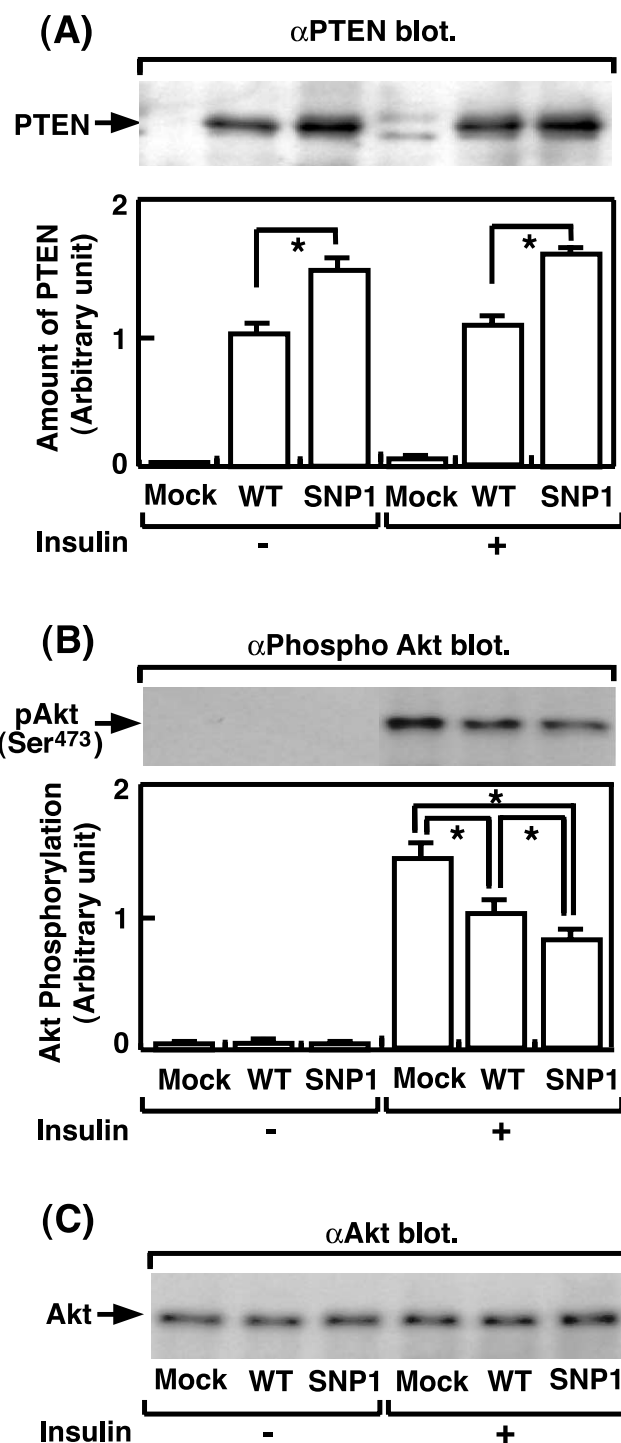 (A)
αPTEN blot.
PTEN
2
1
0
Amount of PTEN
(Arbitrary unit)
*
*
Mock WT SNP1 Mock WT SNP1
Insulin - +
(B)
αPhospho Akt blot.
pAkt
(Ser473)
2
1
0
Akt Phosphorylation
(Arbitrary unit)
*
* *
Mock WT SNP1 Mock WT SNP1
Insulin - +
(C)
αAkt blot.
Akt
Mock WT SNP1 Mock WT SNP1
Insulin - +